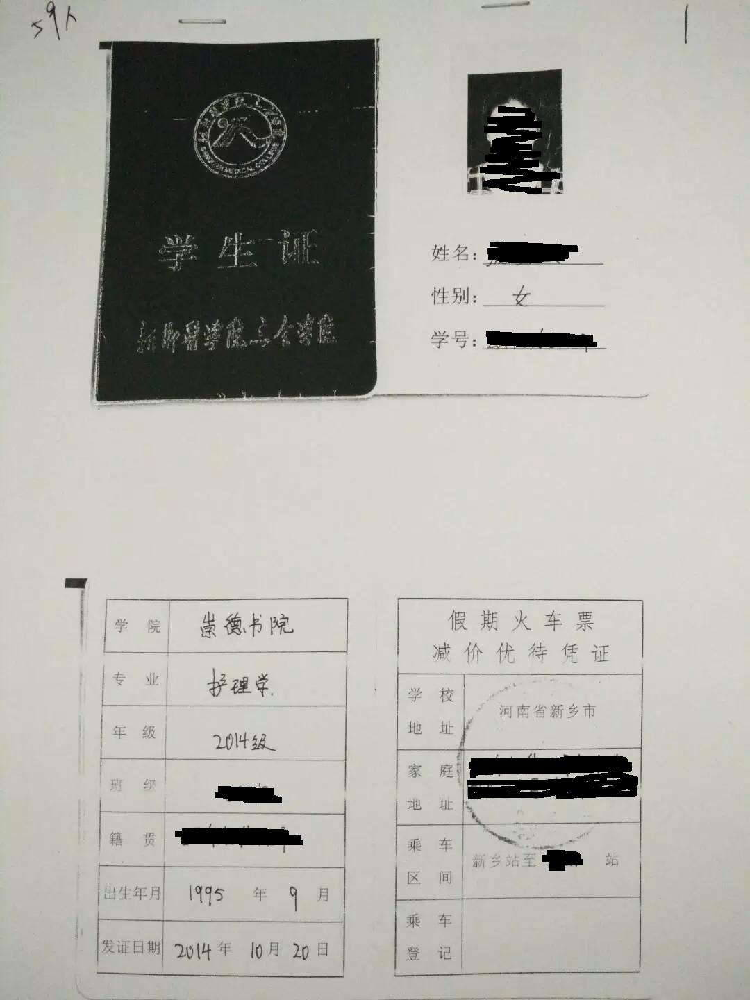 59人
1
SANQUAN MEDICAL COLLEGE
学生证
新乡医学院三全学院
姓名：
性别： 女
学号：
学院 崇德书院
专业 护理学
年级 2014级
班级
籍贯
出生年月 1995 年 9 月
发证日期 2014 年 10 月 20 日
假期火车票
减价优待凭证
学校地址 河南省新乡市
家庭地址
乘车区间 新乡站至 站
乘车登记